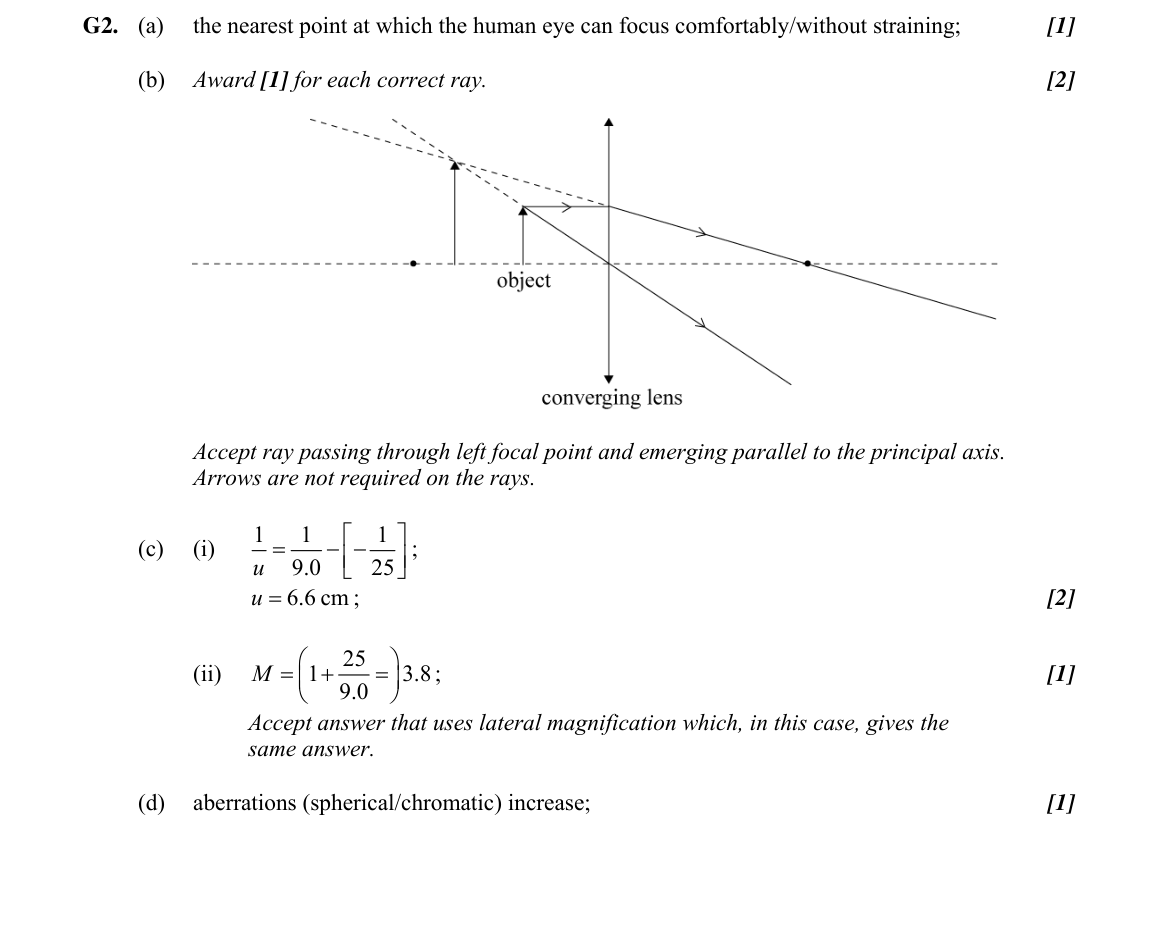 G2. (a) the nearest point at which the human eye can focus comfortably/without straining; [1]
(b) Award [1] for each correct ray. [2]
object
converging lens
Accept ray passing through left focal point and emerging parallel to the principal axis.
Arrows are not required on the rays.
(c) (i) 1/u = 1/9.0 − [− 1/25];
u = 6.6 cm; [2]
(ii) M = (1 + 25/9.0 =) 3.8; [1]
Accept answer that uses lateral magnification which, in this case, gives the
same answer.
(d) aberrations (spherical/chromatic) increase; [1]